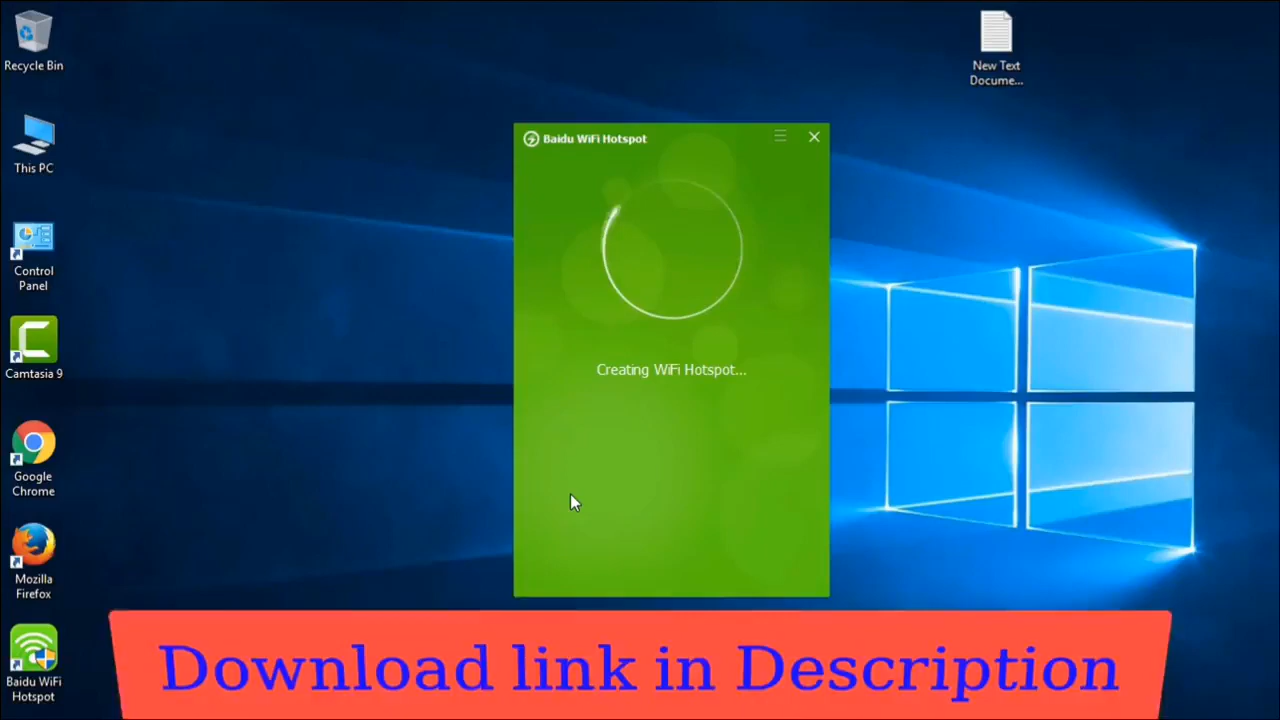 Recycle Bin
This PC
Control
Panel
Camtasia 9
Google
Chrome
Mozilla
Firefox
Baidu WiFi
Hotspot
New Text
Docume...
Baidu WiFi Hotspot
Creating WiFi Hotspot...
Download link in Description